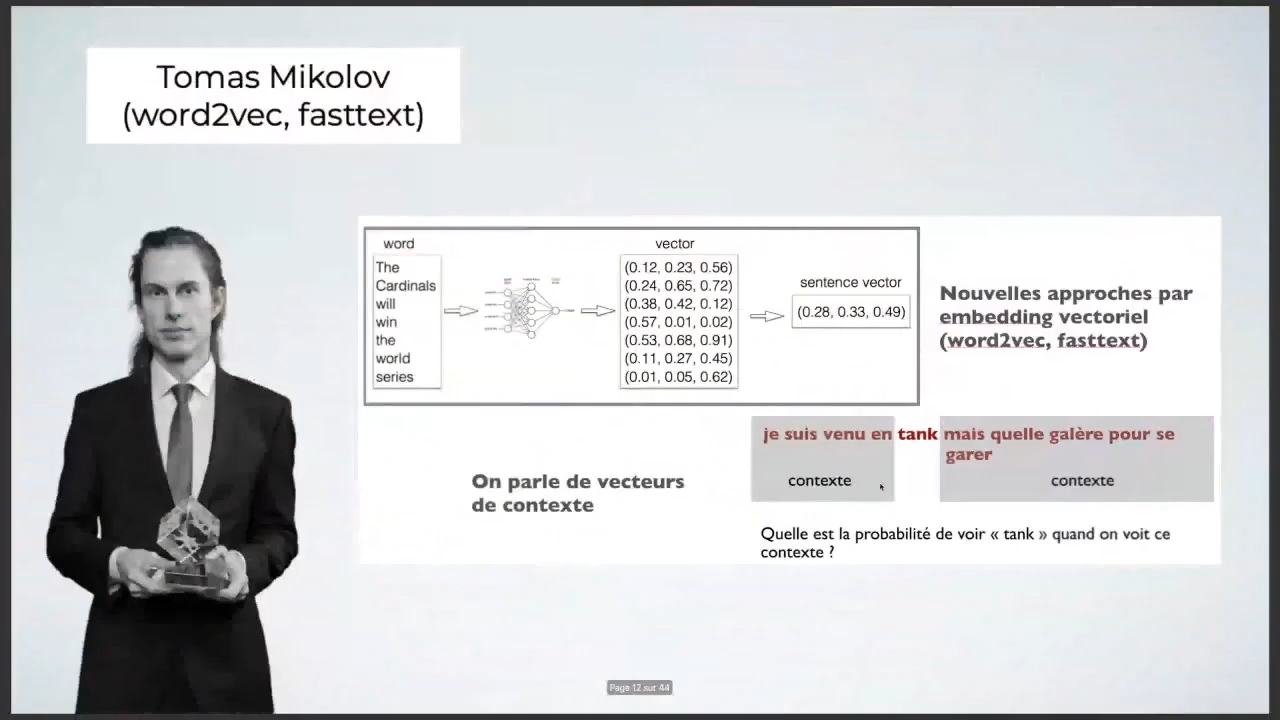 Tomas Mikolov
(word2vec, fasttext)
word
The
Cardinals
will
win
the
world
series
vector
(0.12, 0.23, 0.56)
(0.24, 0.65, 0.72)
(0.38, 0.42, 0.12)
(0.57, 0.01, 0.02)
(0.53, 0.68, 0.91)
(0.11, 0.27, 0.45)
(0.01, 0.05, 0.62)
sentence vector
(0.28, 0.33, 0.49)
Nouvelles approches par
embedding vectoriel
(word2vec, fasttext)
On parle de vecteurs
de contexte
je suis venu en tank mais quelle galère pour se
garer
contexte
contexte
Quelle est la probabilité de voir « tank » quand on voit ce
contexte ?
Page 12 sur 44